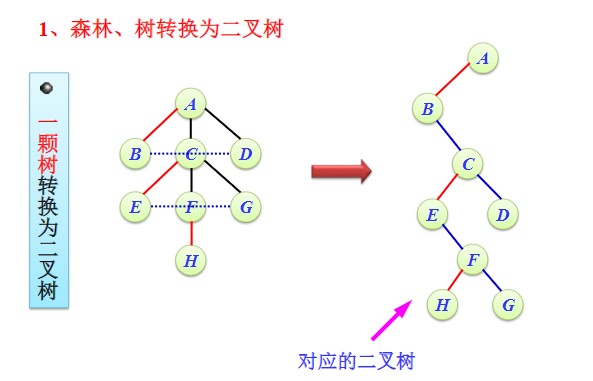 1、森林、树转换为二叉树
一颗树转换为二叉树
A
B C D
E F G
H
A
B
C
E D
F
H G
对应的二叉树